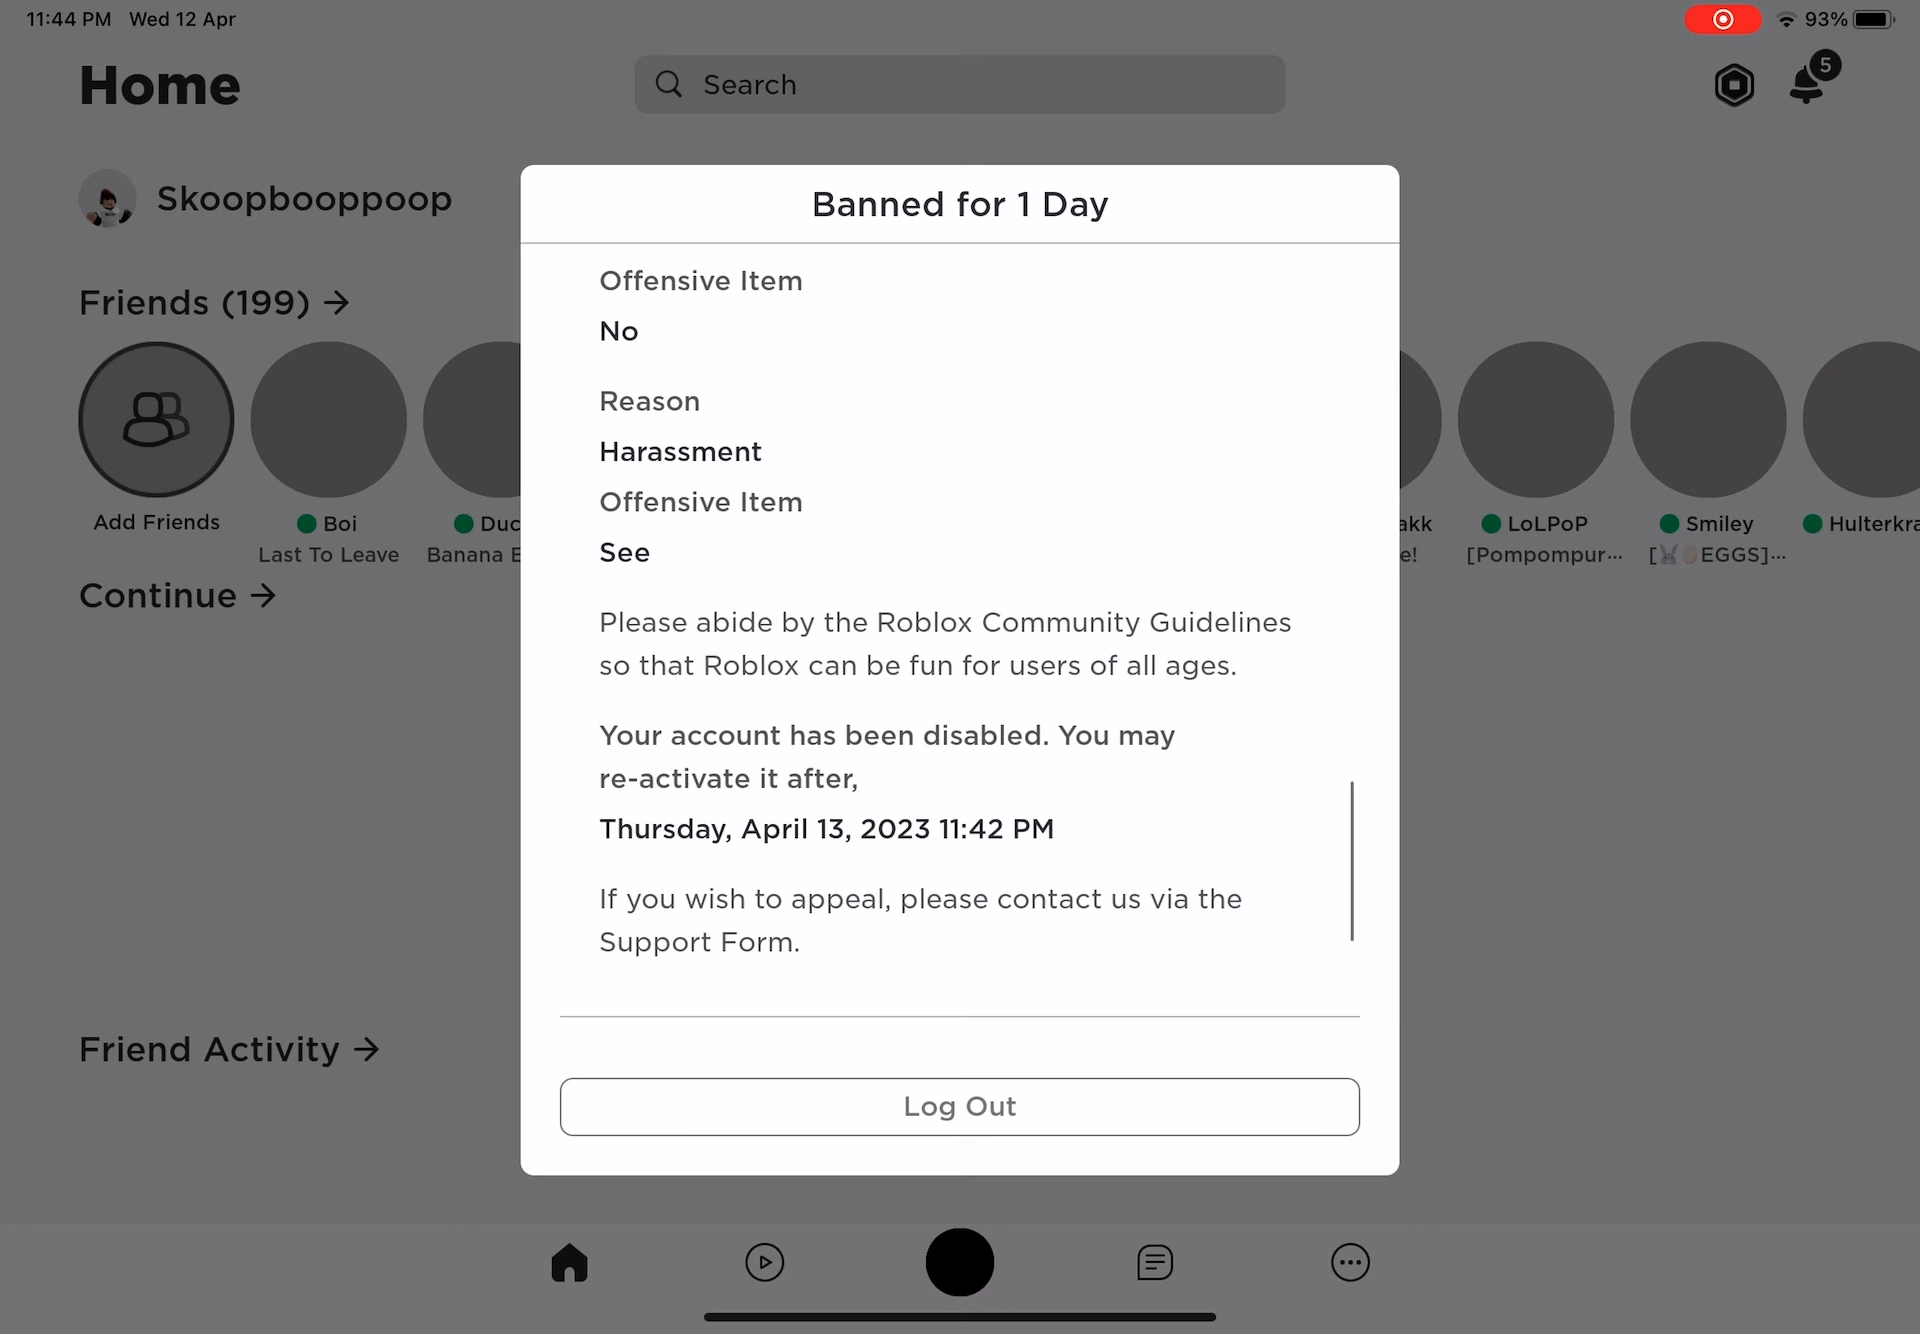 11:44 PM Wed 12 Apr
93%
Home
Search
5
Skoopbooppoop
Friends (199)
Add Friends
Boi
Last To Leave
Duc
Banana E
akk
e!
LoLPoP
[Pompompur...
Smiley
[🐰🥚EGGS]...
Hulterkra
Continue
Friend Activity
Banned for 1 Day
Offensive Item
No
Reason
Harassment
Offensive Item
See
Please abide by the Roblox Community Guidelines
so that Roblox can be fun for users of all ages.
Your account has been disabled. You may
re-activate it after,
Thursday, April 13, 2023 11:42 PM
If you wish to appeal, please contact us via the
Support Form.
Log Out